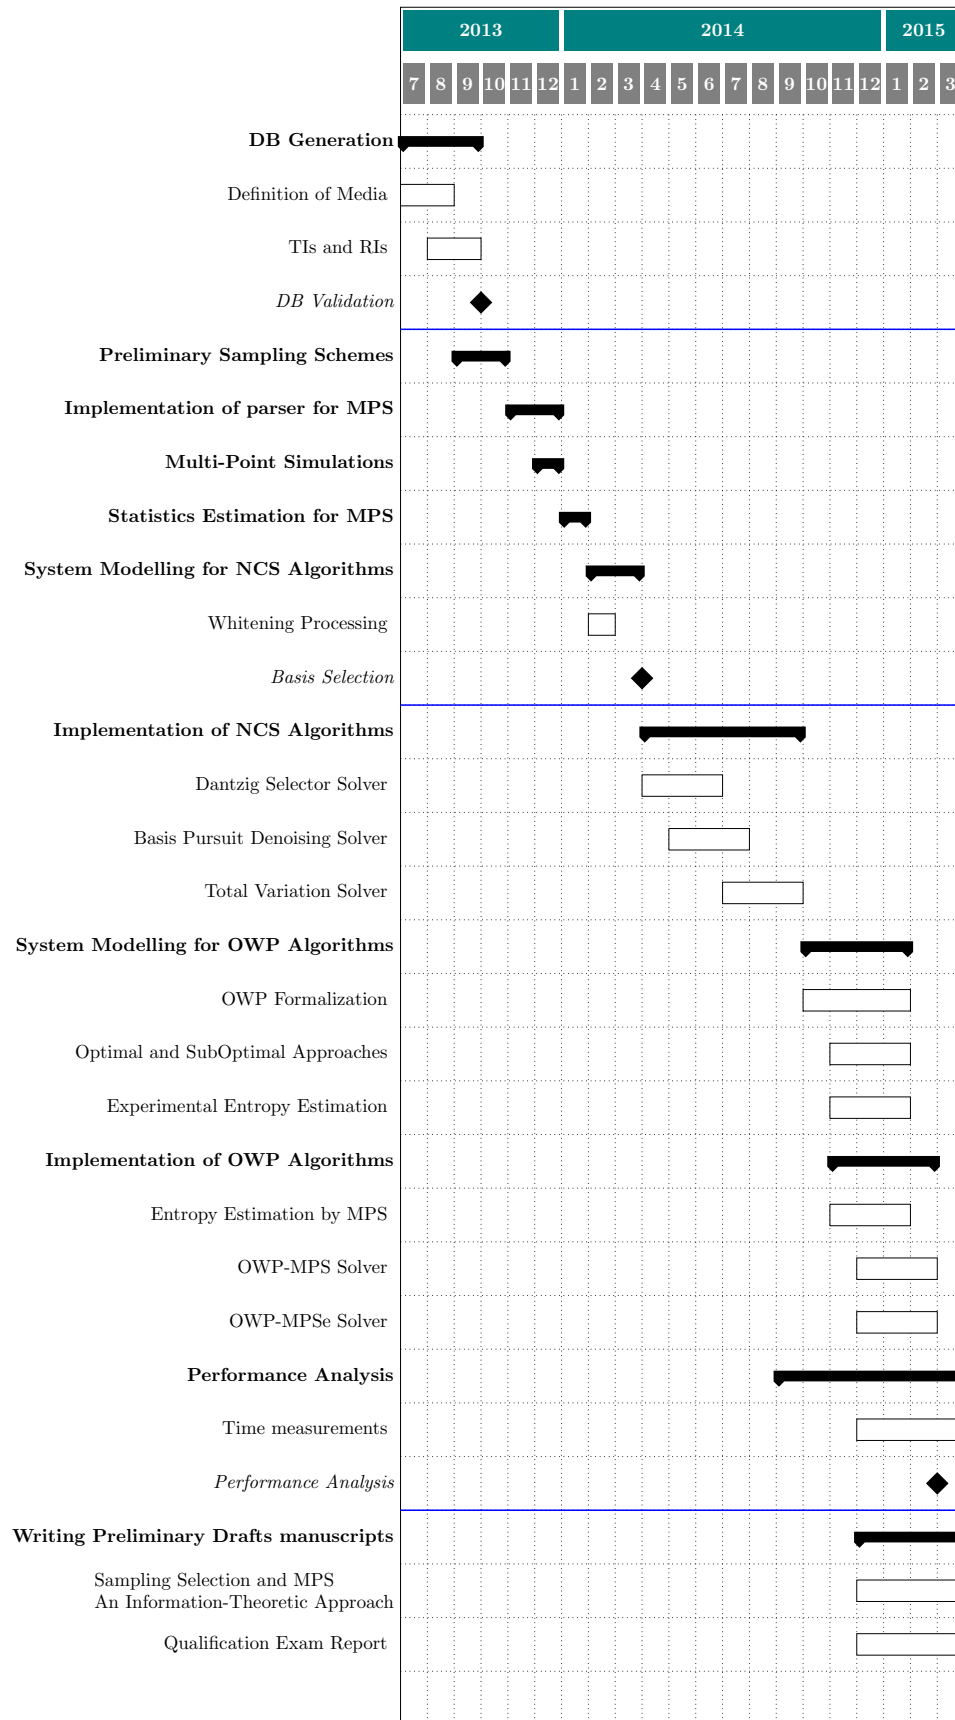 2013 2014 2015
7 8 9 10 11 12 1 2 3 4 5 6 7 8 9 10 11 12 1 2 3
DB Generation
Definition of Media
TIs and RIs
DB Validation
Preliminary Sampling Schemes
Implementation of parser for MPS
Multi-Point Simulations
Statistics Estimation for MPS
System Modelling for NCS Algorithms
Whitening Processing
Basis Selection
Implementation of NCS Algorithms
Dantzig Selector Solver
Basis Pursuit Denoising Solver
Total Variation Solver
System Modelling for OWP Algorithms
OWP Formalization
Optimal and SubOptimal Approaches
Experimental Entropy Estimation
Implementation of OWP Algorithms
Entropy Estimation by MPS
OWP-MPS Solver
OWP-MPSe Solver
Performance Analysis
Time measurements
Performance Analysis
Writing Preliminary Drafts manuscripts
Sampling Selection and MPS
An Information-Theoretic Approach
Qualification Exam Report